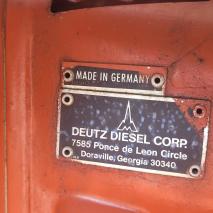 MADE IN GERMANY
DEUTZ DIESEL CORP.
7585 Ponce de Leon Circle
Doraville, Georgia 30340